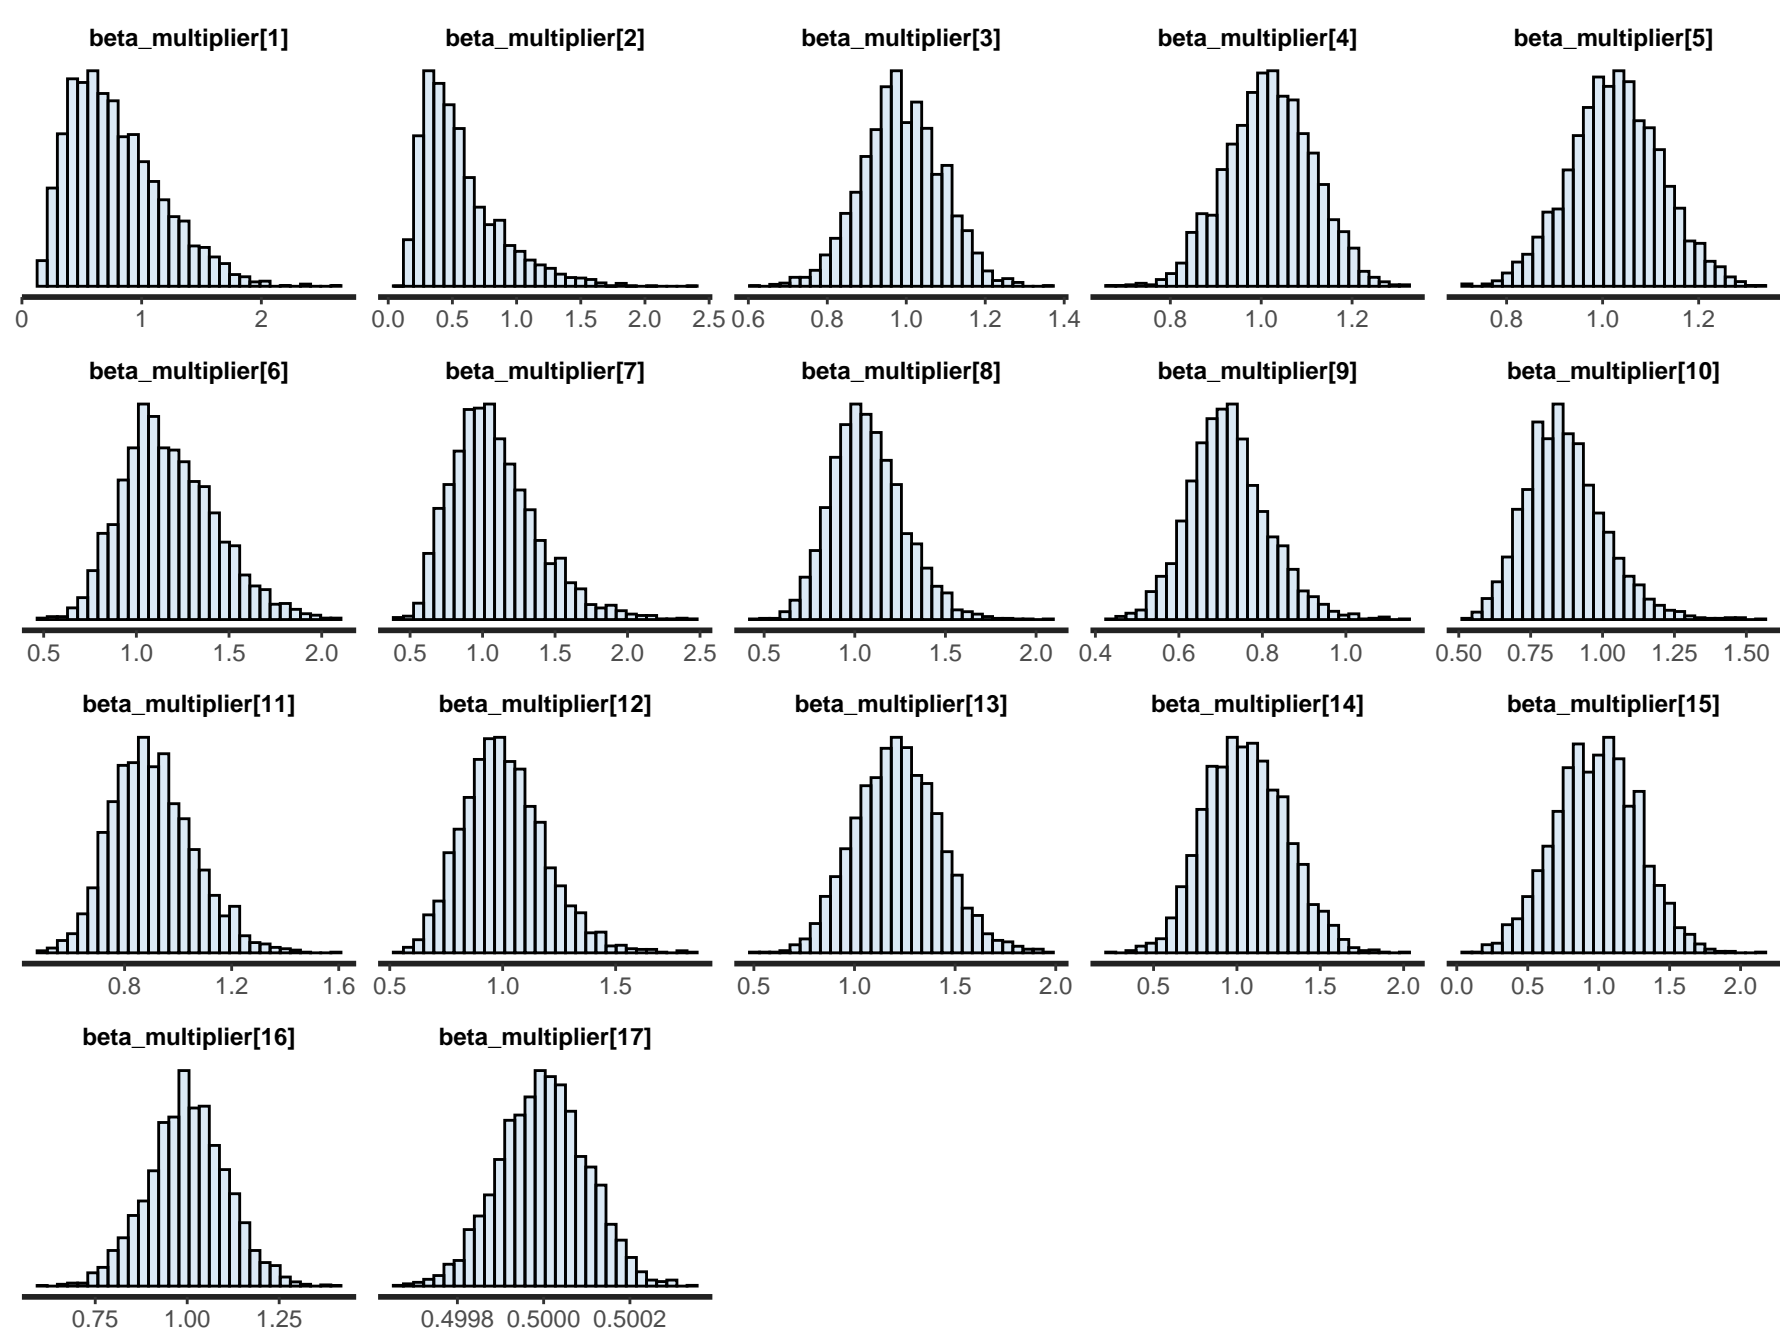 beta_multiplier[1] beta_multiplier[2] beta_multiplier[3] beta_multiplier[4] beta_multiplier[5]
0 1 2 0.0 0.5 1.0 1.5 2.0 2.5 0.6 0.8 1.0 1.2 1.4 0.8 1.0 1.2 0.8 1.0 1.2
beta_multiplier[6] beta_multiplier[7] beta_multiplier[8] beta_multiplier[9] beta_multiplier[10]
0.5 1.0 1.5 2.0 0.5 1.0 1.5 2.0 2.5 0.5 1.0 1.5 2.0 0.4 0.6 0.8 1.0 0.50 0.75 1.00 1.25 1.50
beta_multiplier[11] beta_multiplier[12] beta_multiplier[13] beta_multiplier[14] beta_multiplier[15]
0.8 1.2 1.6 0.5 1.0 1.5 0.5 1.0 1.5 2.0 0.5 1.0 1.5 2.0 0.0 0.5 1.0 1.5 2.0
beta_multiplier[16] beta_multiplier[17]
0.75 1.00 1.25 0.4998 0.5000 0.5002